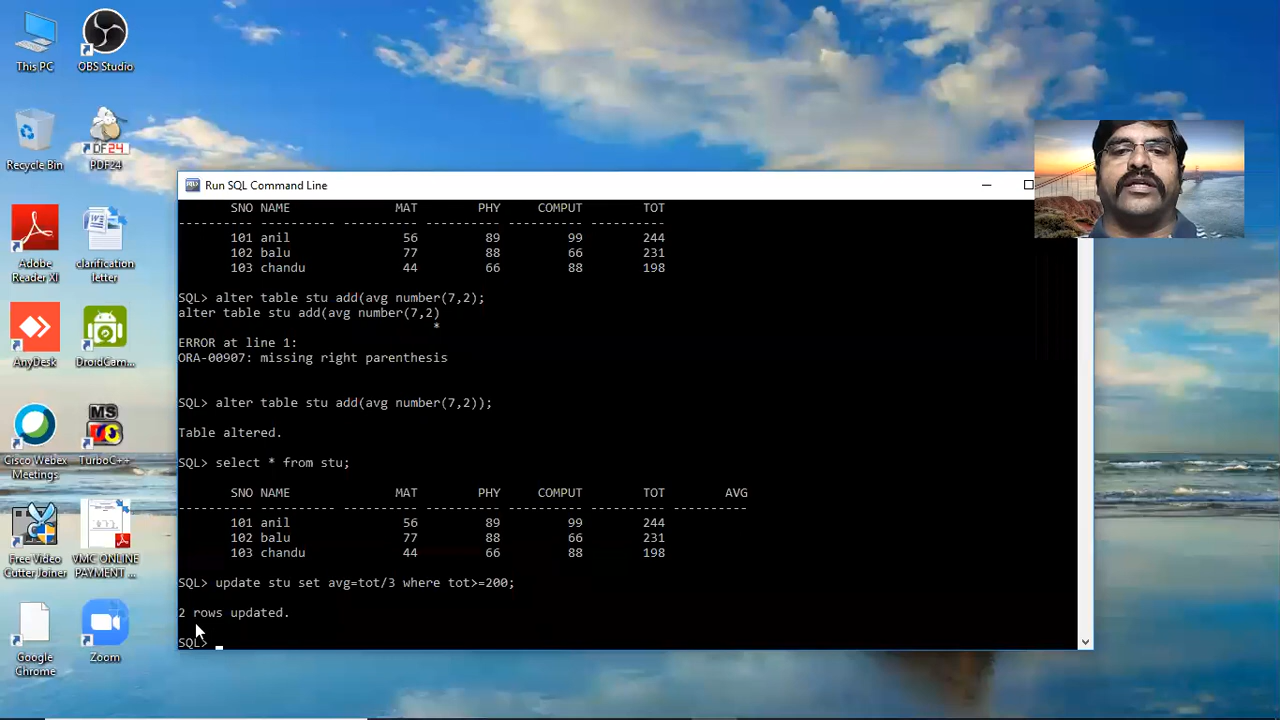 This PC
OBS Studio
Recycle Bin
PDF24
Adobe
Reader XI
clarification
letter
AnyDesk
DroidCam...
Cisco Webex
Meetings
TurboC++
Free Video
Cutter Joiner
VMC ONLINE
PAYMENT ...
Google
Chrome
Zoom
Run SQL Command Line
SNO NAME MAT PHY COMPUT TOT
---------- ---------- ---------- ---------- ---------- ----------
101 anil 56 89 99 244
102 balu 77 88 66 231
103 chandu 44 66 88 198
SQL> alter table stu add(avg number(7,2);
alter table stu add(avg number(7,2)
*
ERROR at line 1:
ORA-00907: missing right parenthesis
SQL> alter table stu add(avg number(7,2));
Table altered.
SQL> select * from stu;
SNO NAME MAT PHY COMPUT TOT AVG
---------- ---------- ---------- ---------- ---------- ---------- ----------
101 anil 56 89 99 244
102 balu 77 88 66 231
103 chandu 44 66 88 198
SQL> update stu set avg=tot/3 where tot>=200;
2 rows updated.
SQL>